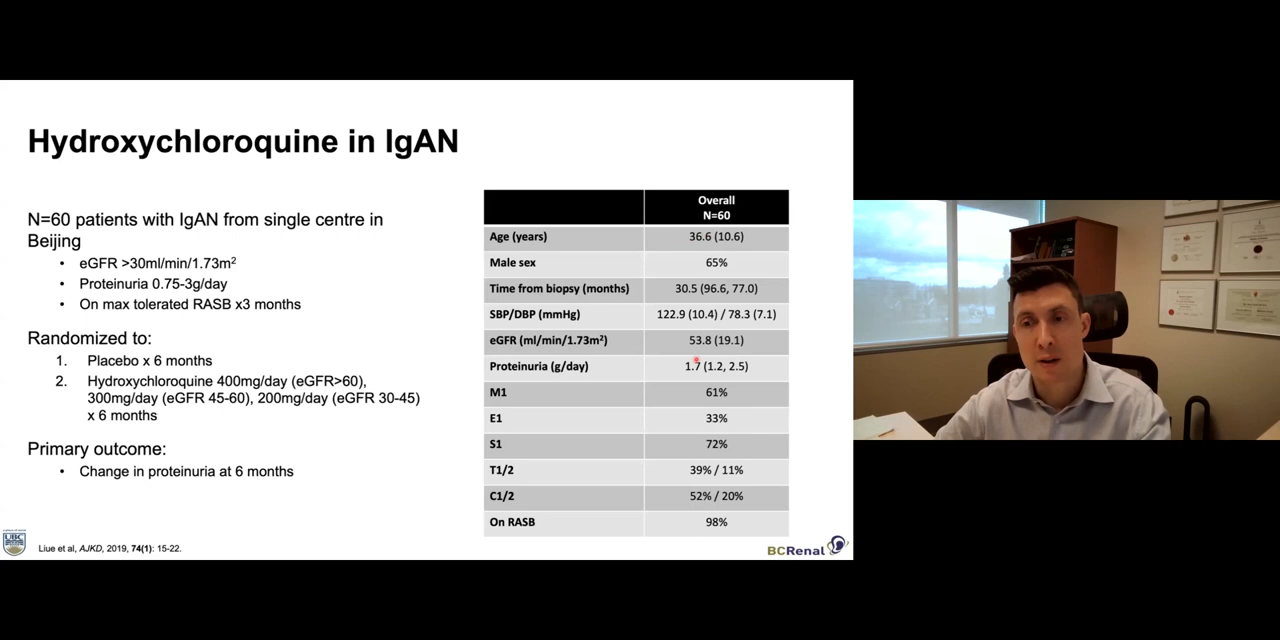 Hydroxychloroquine in IgAN
N=60 patients with IgAN from single centre in
Beijing
• eGFR >30ml/min/1.73m²
• Proteinuria 0.75-3g/day
• On max tolerated RASB x3 months
Randomized to:
1. Placebo x 6 months
2. Hydroxychloroquine 400mg/day (eGFR>60),
300mg/day (eGFR 45-60), 200mg/day (eGFR 30-45)
x 6 months
Primary outcome:
• Change in proteinuria at 6 months
Overall
N=60
Age (years) 36.6 (10.6)
Male sex 65%
Time from biopsy (months) 30.5 (96.6, 77.0)
SBP/DBP (mmHg) 122.9 (10.4) / 78.3 (7.1)
eGFR (ml/min/1.73m²) 53.8 (19.1)
Proteinuria (g/day) 1.7 (1.2, 2.5)
M1 61%
E1 33%
S1 72%
T1/2 39% / 11%
C1/2 52% / 20%
On RASB 98%
UBC
Liue et al, AJKD, 2019, 74(1): 15-22.
BCRenal